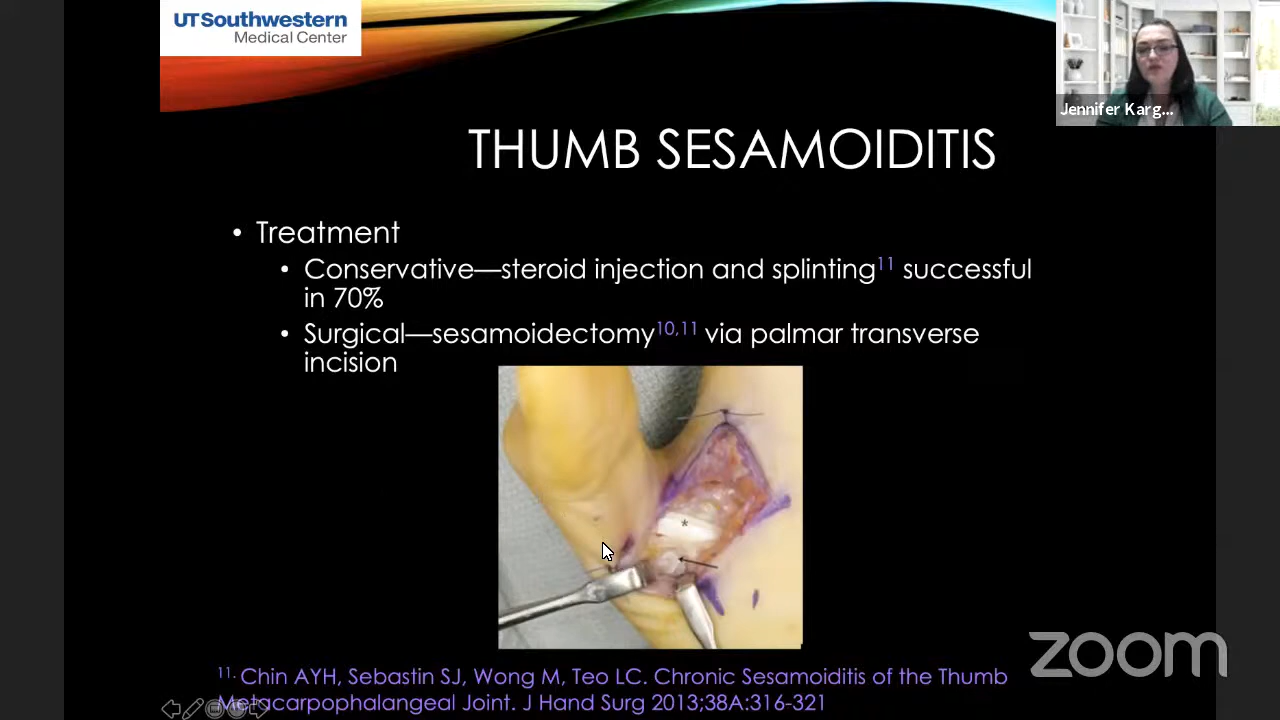 UTSouthwestern
Medical Center
Jennifer Karg...
THUMB SESAMOIDITIS
• Treatment
• Conservative—steroid injection and splinting11 successful
in 70%
• Surgical—sesamoidectomy10,11 via palmar transverse
incision
*
zoom
11. Chin AYH, Sebastin SJ, Wong M, Teo LC. Chronic Sesamoiditis of the Thumb
Metacarpophalangeal Joint. J Hand Surg 2013;38A:316-321